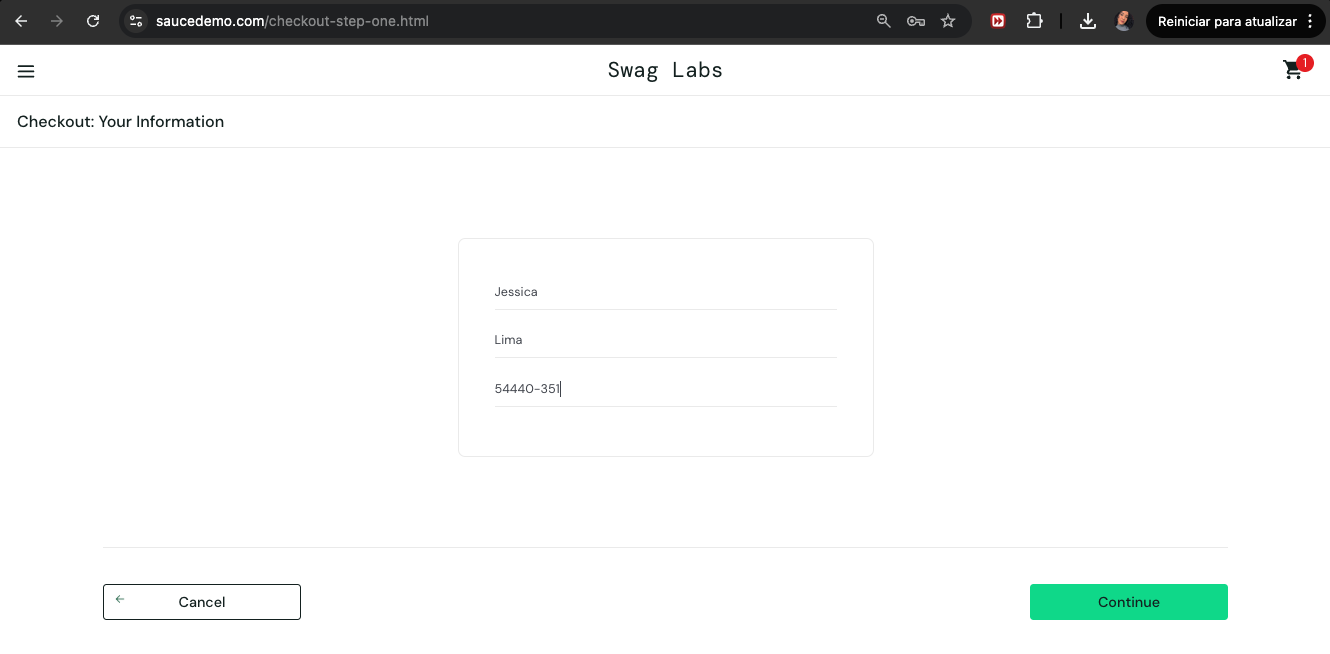 saucedemo.com/checkout-step-one.html
Reiniciar para atualizar
Swag Labs
1
Checkout: Your Information
Jessica
Lima
54440-351
Cancel
Continue